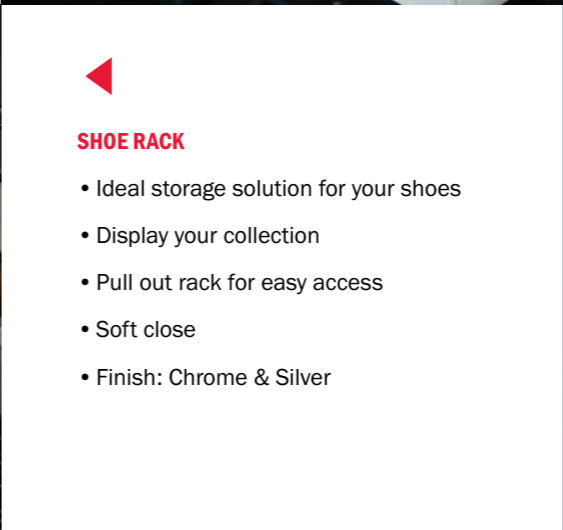 SHOE RACK
• Ideal storage solution for your shoes
• Display your collection
• Pull out rack for easy access
• Soft close
• Finish: Chrome & Silver